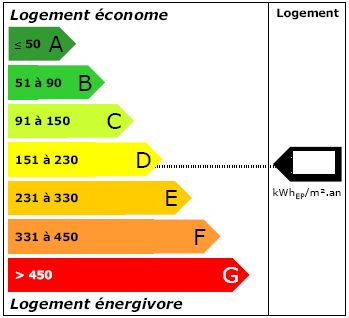 Logement économe
Logement
≤ 50 A
51 à 90 B
91 à 150 C
151 à 230 D
231 à 330 E
331 à 450 F
> 450 G
kWhEP/m².an
Logement énergivore